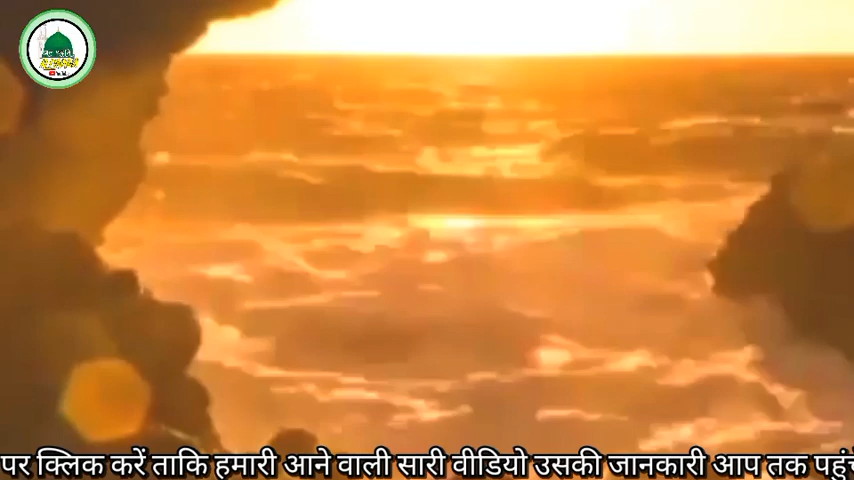 पर क्लिक करें ताकि हमारी आने वाली सारी वीडियो उसकी जानकारी आप तक